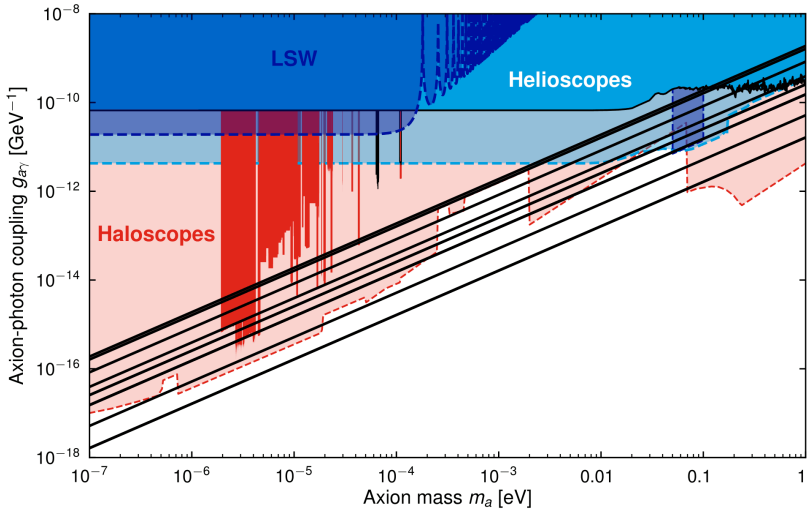 10⁻⁸
10⁻¹⁰
10⁻¹²
10⁻¹⁴
10⁻¹⁶
10⁻¹⁸
Axion-photon coupling gₐᵧ [GeV⁻¹]
LSW
Helioscopes
Haloscopes
10⁻⁷ 10⁻⁶ 10⁻⁵ 10⁻⁴ 10⁻³ 0.01 0.1 1
Axion mass mₐ [eV]